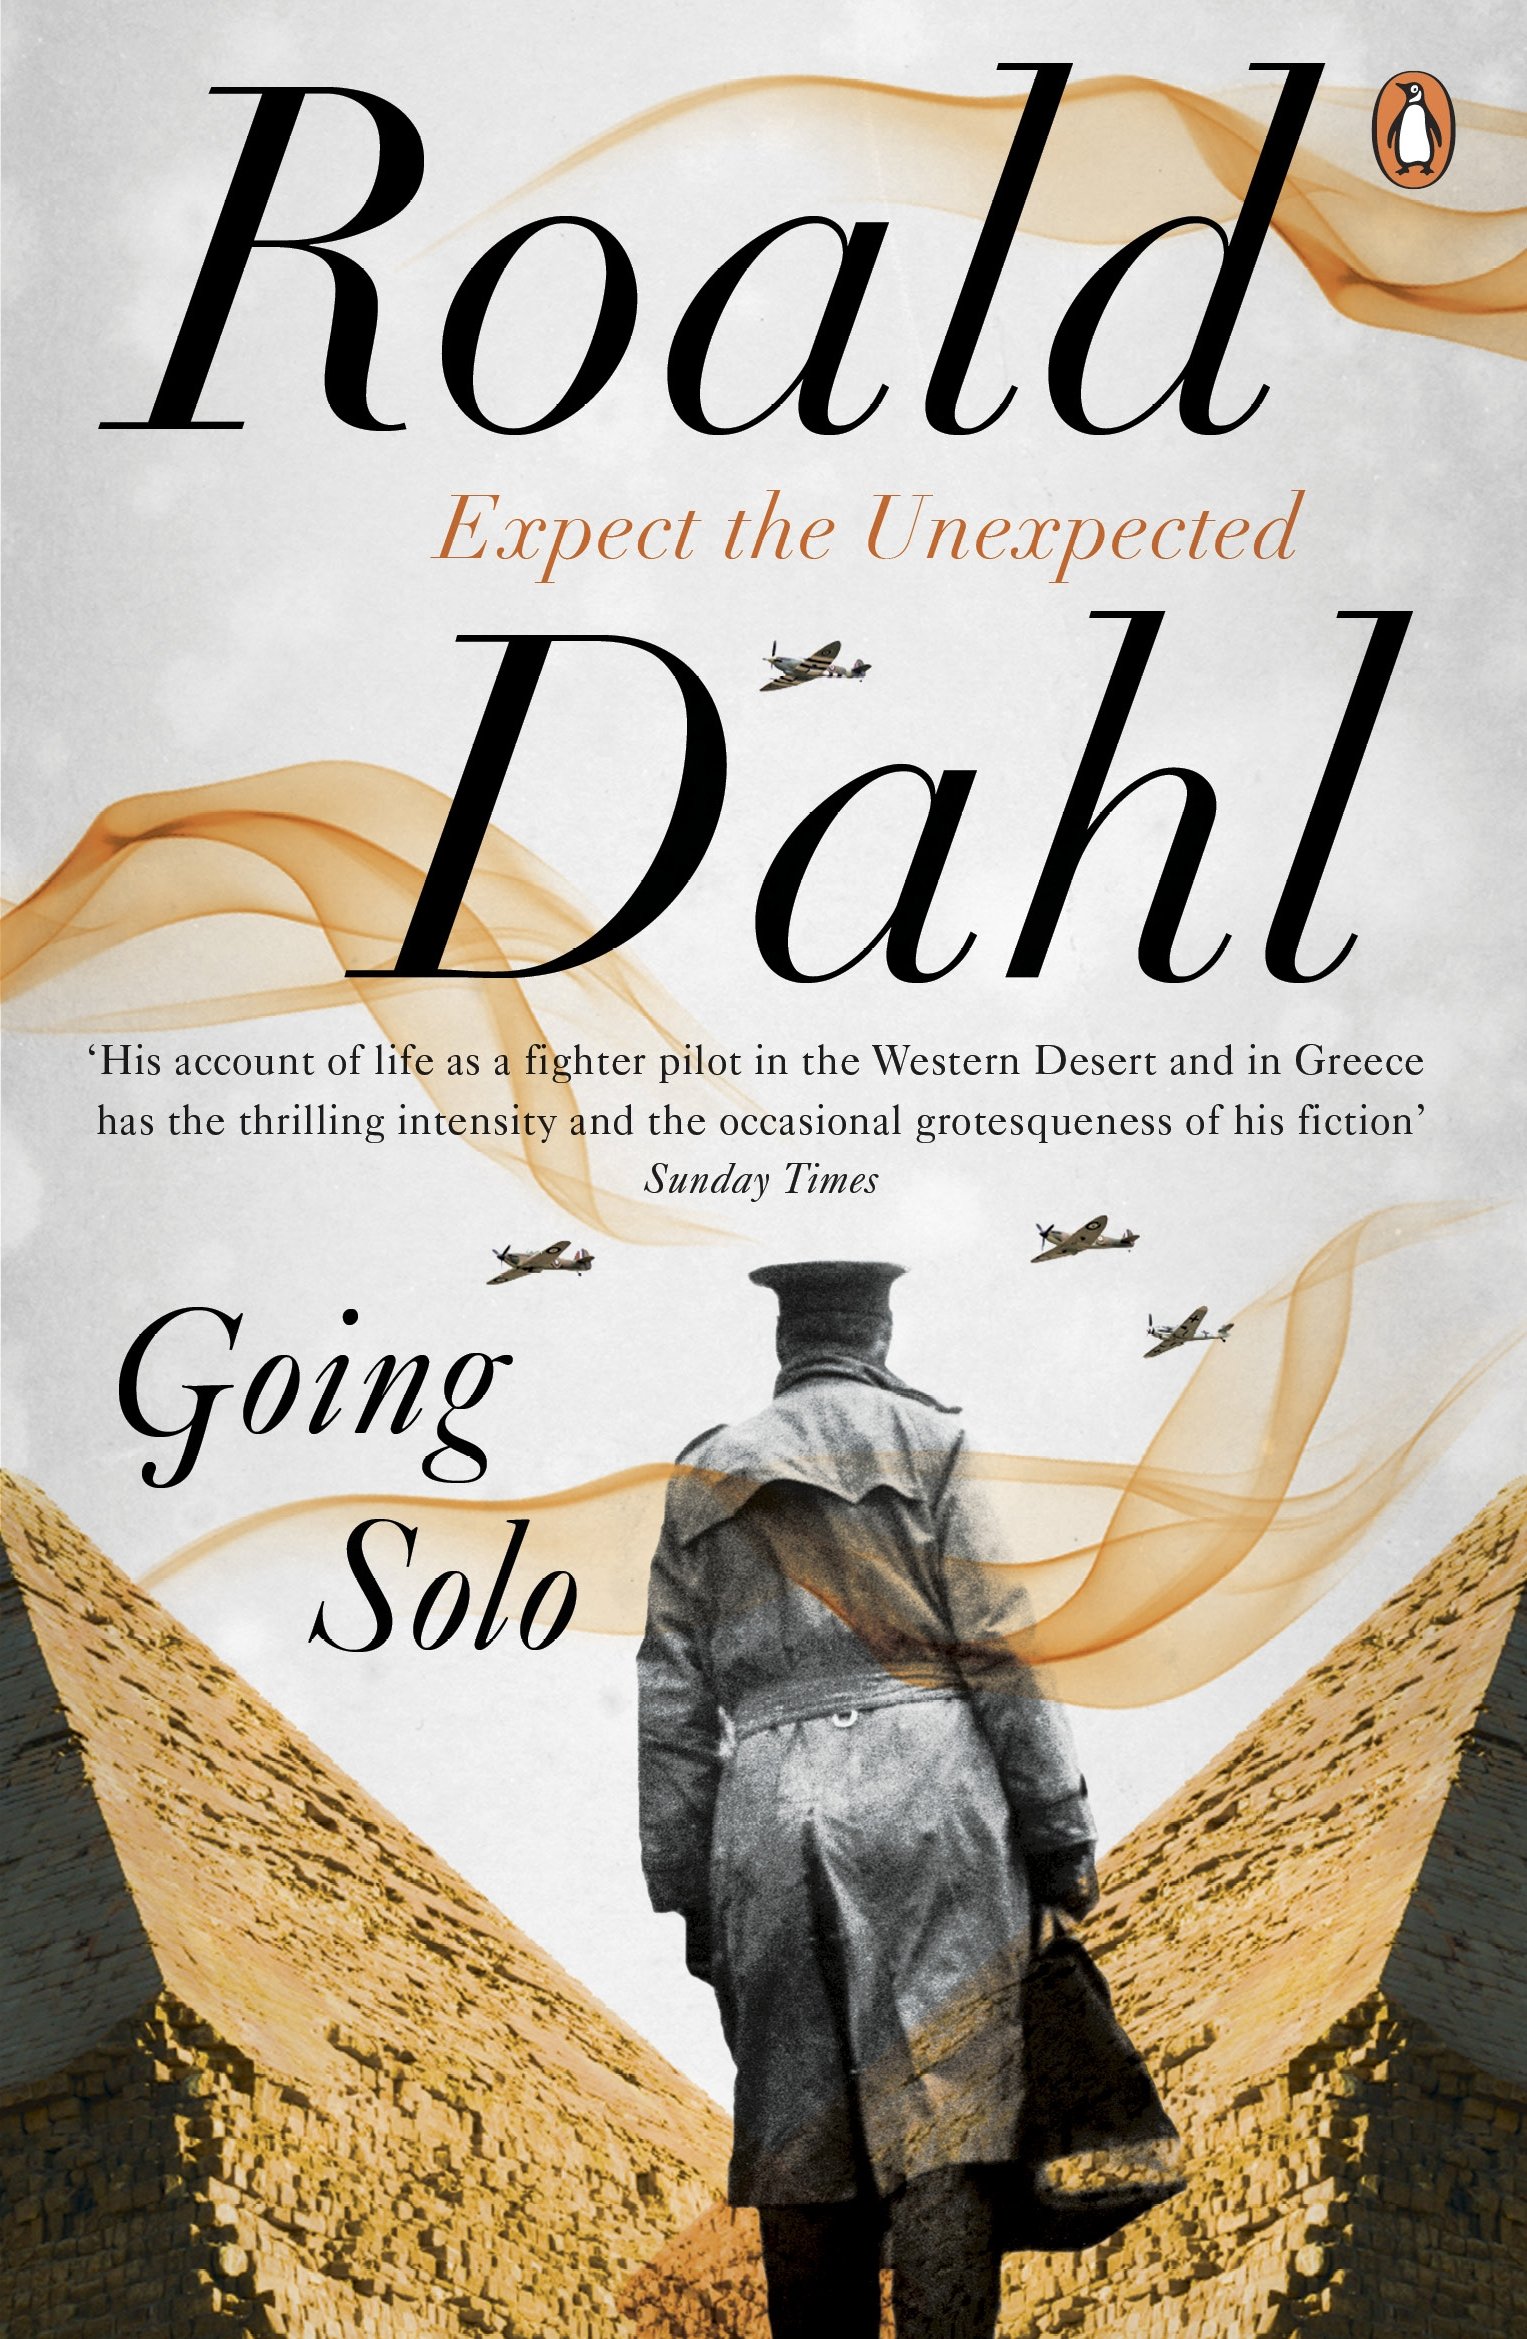 Roald
Expect the Unexpected
Dahl
‘His account of life as a fighter pilot in the Western Desert and in Greece
has the thrilling intensity and the occasional grotesqueness of his fiction’
Sunday Times
Going
Solo